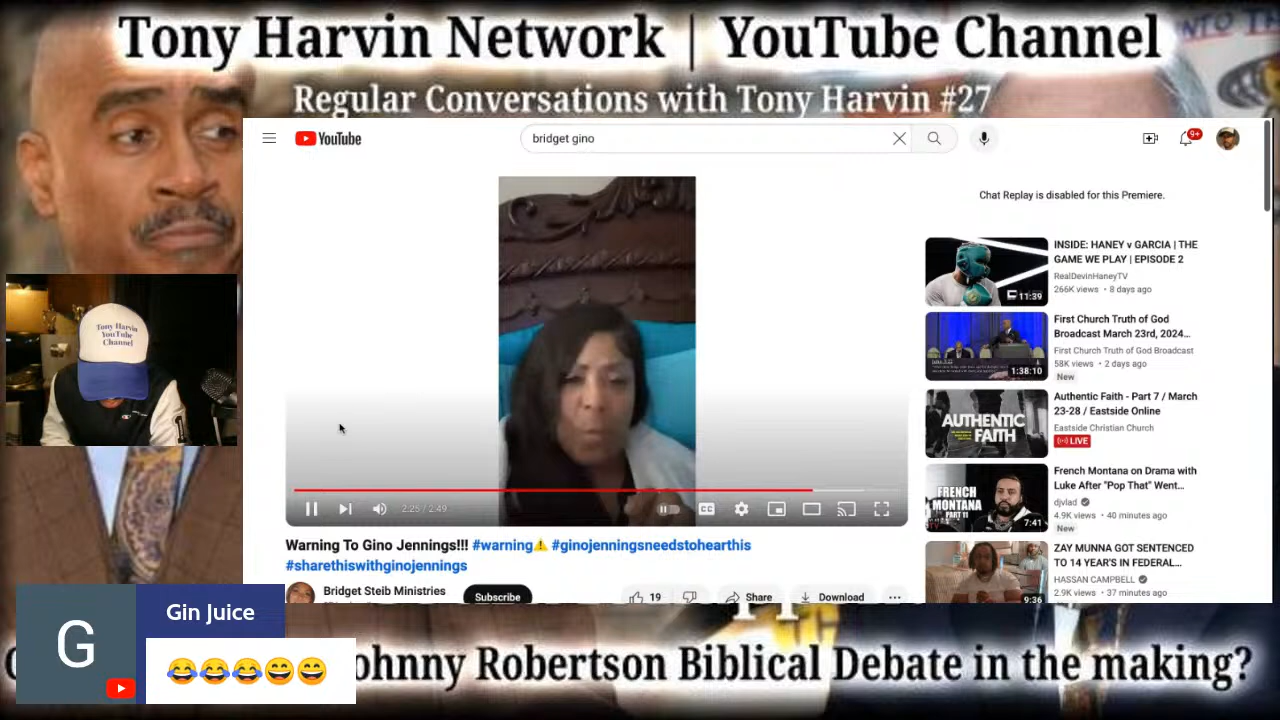 Tony Harvin Network | YouTube Channel
Regular Conversations with Tony Harvin #27
YouTube
bridget gino
9+
Chat Replay is disabled for this Premiere.
INSIDE: HANEY v GARCIA | THE
GAME WE PLAY | EPISODE 2
RealDevinHaneyTV
266K views • 8 days ago
11:39
First Church Truth of God
Broadcast March 23rd, 2024...
First Church Truth of God Broadcast
58K views • 2 days ago
New
1:38:10
Tony Harvin
YouTube
Channel
Authentic Faith - Part 7 / March
23-28 / Eastside Online
Eastside Christian Church
LIVE
AUTHENTIC
FAITH
French Montana on Drama with
Luke After "Pop That" Went...
djvlad
4.9K views • 40 minutes ago
New
FRENCH
MONTANA
PART 11
7:41
2:25 / 2:49
CC
Warning To Gino Jennings!!! #warning⚠️ #ginojenningsneedstohearthis
#sharethiswithginojennings
ZAY MUNNA GOT SENTENCED
TO 14 YEAR'S IN FEDERAL...
HASSAN CAMPBELL
2.9K views • 37 minutes ago
9:36
Bridget Steib Ministries
Subscribe
19
Share
Download
Gin Juice
G
😂😂😂😄😄
ohnny Robertson Biblical Debate in the making?